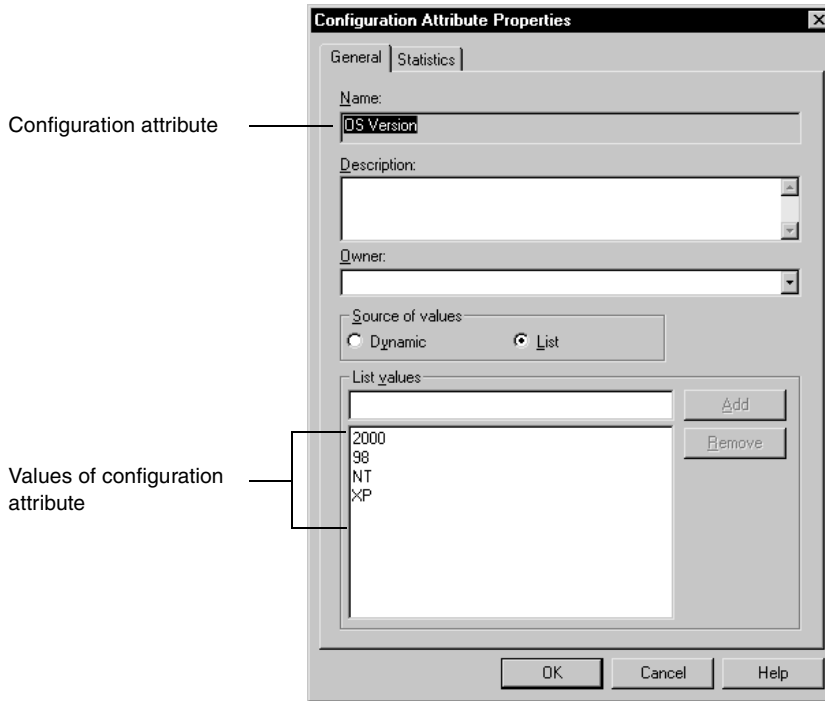 Configuration Attribute Properties
General
Statistics
Name:
Configuration attribute
OS Version
Description:
Owner:
Source of values
Dynamic
List
List values
Add
2000
Remove
98
NT
XP
Values of configuration
attribute
OK
Cancel
Help